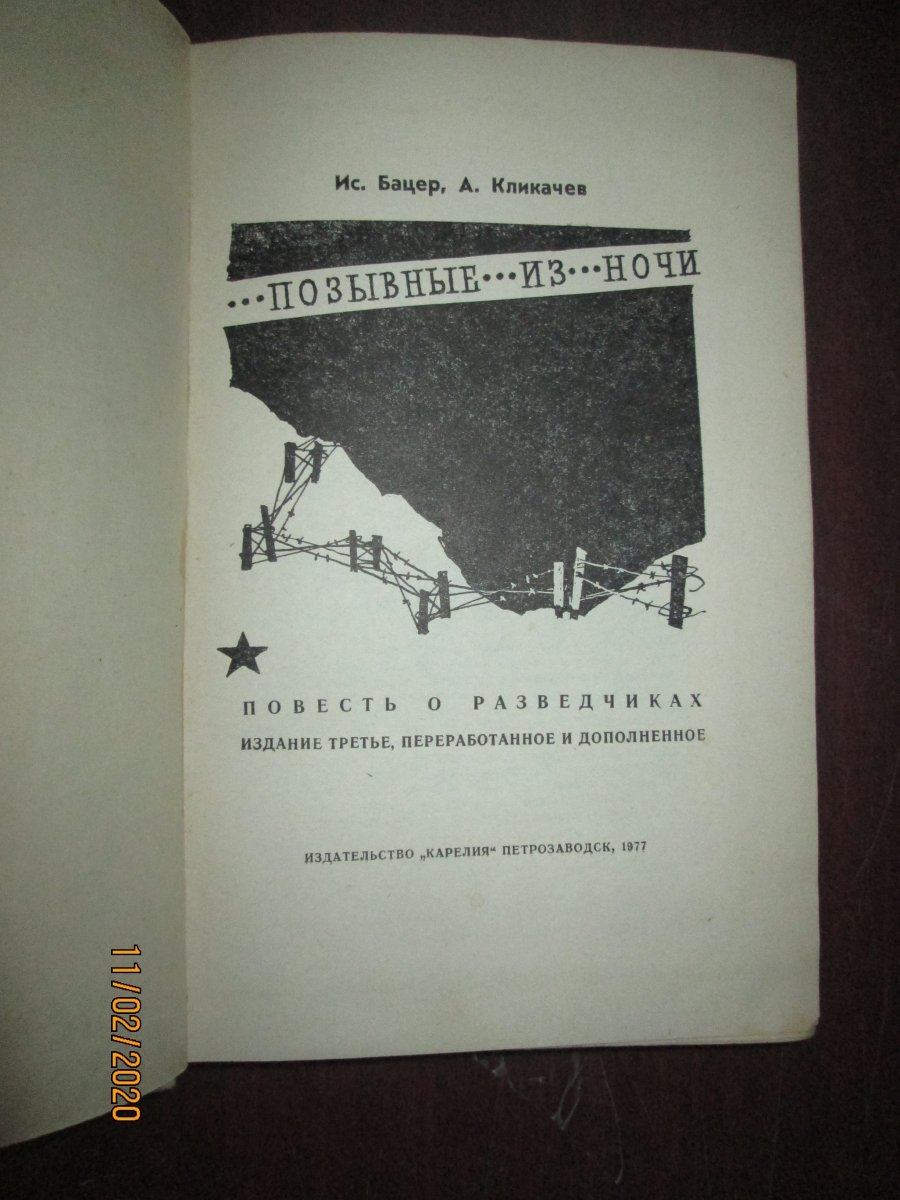 Ис. Бацер, А. Кликачев
...ПОЗЫВНЫЕ...ИЗ...НОЧИ
ПОВЕСТЬ О РАЗВЕДЧИКАХ
ИЗДАНИЕ ТРЕТЬЕ, ПЕРЕРАБОТАННОЕ И ДОПОЛНЕННОЕ
ИЗДАТЕЛЬСТВО „КАРЕЛИЯ“ ПЕТРОЗАВОДСК, 1977
11/02/2020